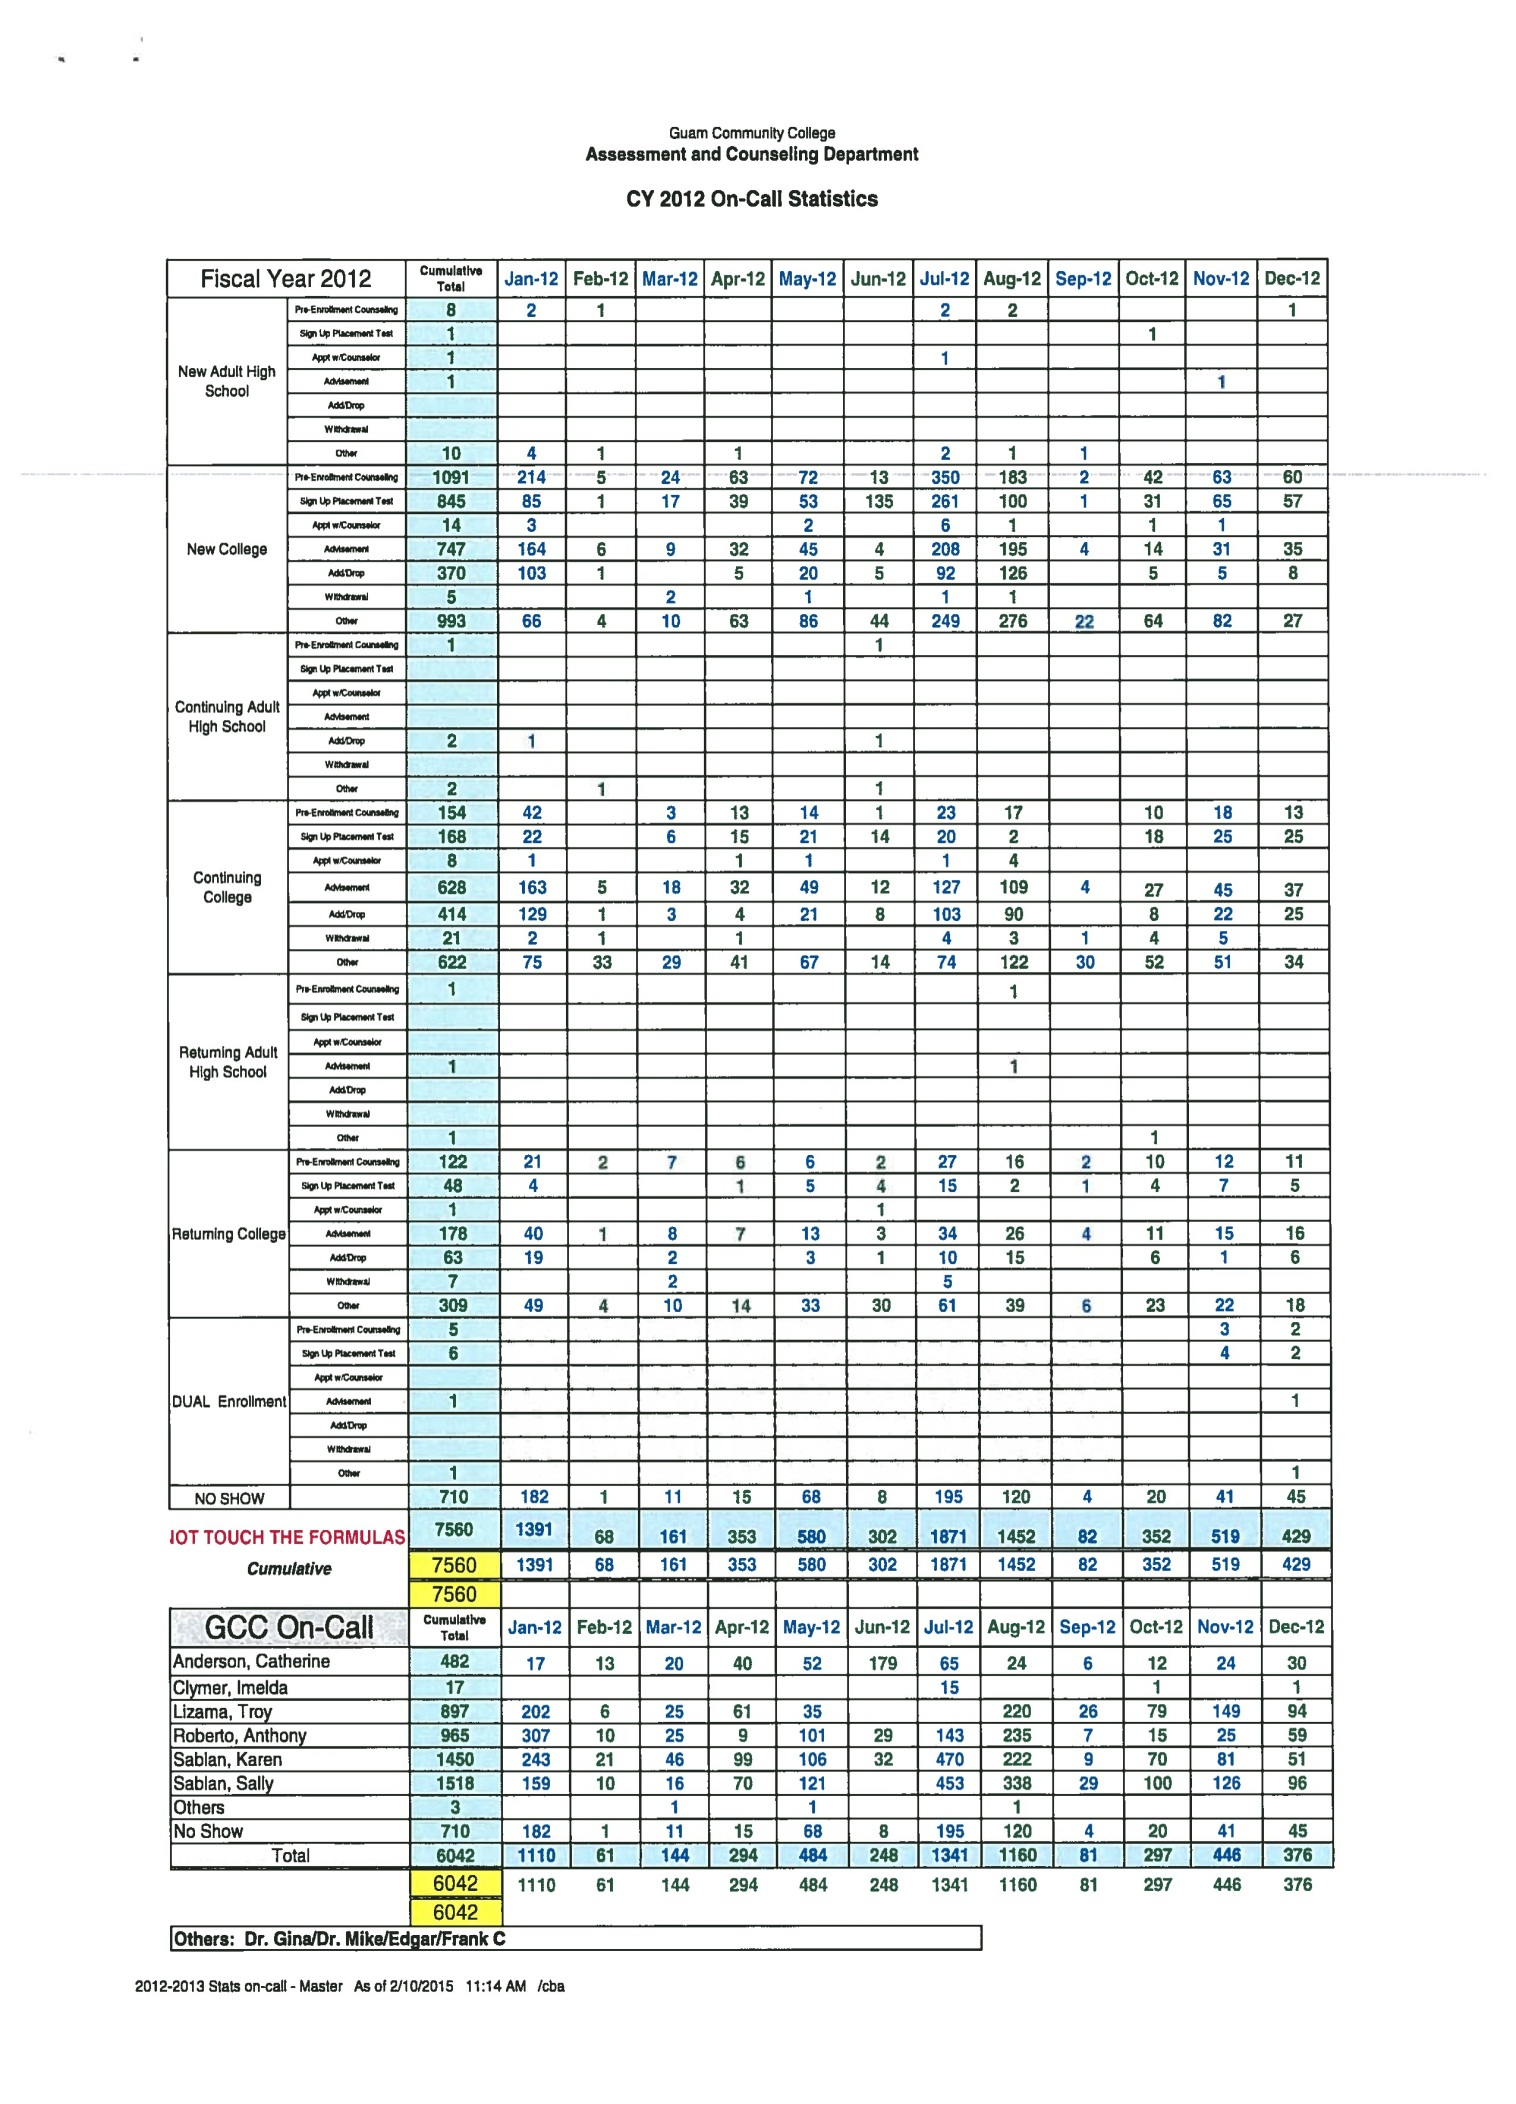 Guam Community College
Assessment and Counseling Department
CY 2012 On-Call Statistics
Fiscal Year 2012 Cumulative Total Jan-12 Feb-12 Mar-12 Apr-12 May-12 Jun-12 Jul-12 Aug-12 Sep-12 Oct-12 Nov-12 Dec-12
New Adult High School
Pre-Enrollment Counseling 8 2 1 2 2 1
Sign Up Placement Test 1 1
Appt w/Counselor 1 1
Advisement 1 1
Add/Drop
Withdrawal
Other 10 4 1 1 2 1 1
New College
Pre-Enrollment Counseling 1091 214 5 24 63 72 13 350 183 2 42 63 60
Sign Up Placement Test 845 85 1 17 39 53 135 261 100 1 31 65 57
Appt w/Counselor 14 3 2 6 1 1 1
Advisement 747 164 6 9 32 45 4 208 195 4 14 31 35
Add/Drop 370 103 1 5 20 5 92 126 5 5 8
Withdrawal 5 2 1 1 1
Other 993 66 4 10 63 86 44 249 276 22 64 82 27
Continuing Adult High School
Pre-Enrollment Counseling 1 1
Sign Up Placement Test
Appt w/Counselor
Advisement
Add/Drop 2 1 1
Withdrawal
Other 2 1 1
Continuing College
Pre-Enrollment Counseling 154 42 3 13 14 1 23 17 10 18 13
Sign Up Placement Test 168 22 6 15 21 14 20 2 18 25 25
Appt w/Counselor 8 1 1 1 1 4
Advisement 628 163 5 18 32 49 12 127 109 4 27 45 37
Add/Drop 414 129 1 3 4 21 8 103 90 8 22 25
Withdrawal 21 2 1 1 4 3 1 4 5
Other 622 75 33 29 41 67 14 74 122 30 52 51 34
Returning Adult High School
Pre-Enrollment Counseling 1 1
Sign Up Placement Test
Appt w/Counselor
Advisement 1 1
Add/Drop
Withdrawal
Other 1 1
Returning College
Pre-Enrollment Counseling 122 21 2 7 6 6 2 27 16 2 10 12 11
Sign Up Placement Test 48 4 1 5 4 15 2 1 4 7 5
Appt w/Counselor 1 1
Advisement 178 40 1 8 7 13 3 34 26 4 11 15 16
Add/Drop 63 19 2 3 1 10 15 6 1 6
Withdrawal 7 2 5
Other 309 49 4 10 14 33 30 61 39 6 23 22 18
DUAL Enrollment
Pre-Enrollment Counseling 5 3 2
Sign Up Placement Test 6 4 2
Appt w/Counselor
Advisement 1 1
Add/Drop
Withdrawal
Other 1 1
NO SHOW 710 182 1 11 15 68 8 195 120 4 20 41 45
IOT TOUCH THE FORMULAS 7560 1391 68 161 353 580 302 1871 1452 82 352 519 429
Cumulative 7560 1391 68 161 353 580 302 1871 1452 82 352 519 429
7560
GCC On-Call Cumulative Total Jan-12 Feb-12 Mar-12 Apr-12 May-12 Jun-12 Jul-12 Aug-12 Sep-12 Oct-12 Nov-12 Dec-12
Anderson, Catherine 482 17 13 20 40 52 179 65 24 6 12 24 30
Clymer, Imelda 17 15 1 1
Lizama, Troy 897 202 6 25 61 35 220 26 79 149 94
Roberto, Anthony 965 307 10 25 9 101 29 143 235 7 15 25 59
Sablan, Karen 1450 243 21 46 99 106 32 470 222 9 70 81 51
Sablan, Sally 1518 159 10 16 70 121 453 338 29 100 126 96
Others 3 1 1 1
No Show 710 182 1 11 15 68 8 195 120 4 20 41 45
Total 6042 1110 61 144 294 484 248 1341 1160 81 297 446 376
6042 1110 61 144 294 484 248 1341 1160 81 297 446 376
6042
Others: Dr. Gina/Dr. Mike/Edgar/Frank C
2012-2013 Stats on-call - Master As of 2/10/2015 11:14 AM /cba